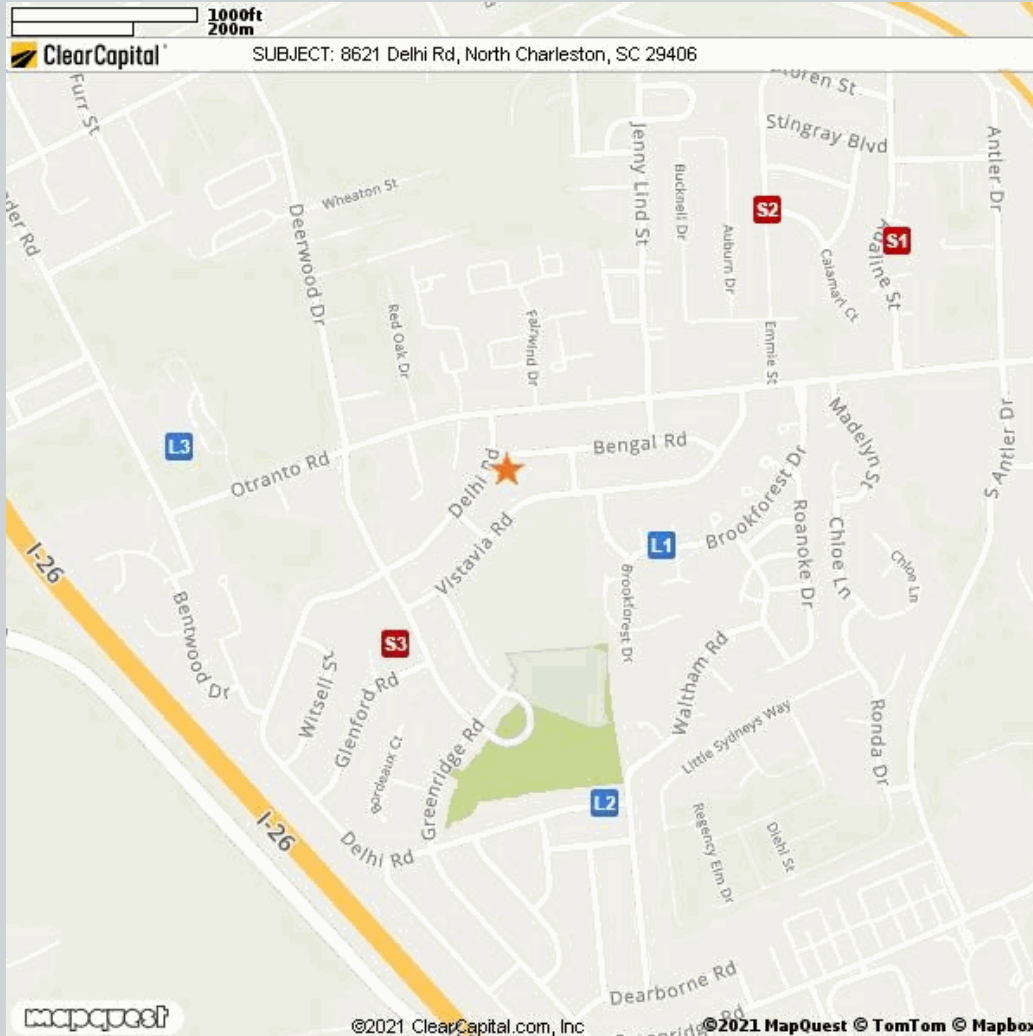 1000ft
200m
ClearCapital
SUBJECT: 8621 Delhi Rd, North Charleston, SC 29406
Furr St
Jenny Lind St
St
Stingray Blvd
Antler Dr
Wheaton St
Bucknell Dr
S2
Rd
Deerwood Dr
Auburn Dr
S1
St
Calamari Ct
Red Oak Dr
Fairwind Dr
Emmie St
L3
Otranto Rd
Bengal Rd
Madelyn St
S Antler Dr
Delhi Rd
Vistavia Rd
L1
Brookforest Dr
Roanoke Dr
Chloe Ln
Chloe Ln
I-26
Bentwood Dr
Brookforest Dr
S3
Witsell St
Glenford Rd
Waltham Rd
Ronda Dr
Little Sydneys Way
Bordeaux Ct
Greenridge Rd
L2
I-26
Delhi Rd
Regency Elm Dr
Diehl St
Dearborne Rd
Rd
mapquest
©2021 ClearCapital.com, Inc
©2021 MapQuest © TomTom © Mapbox